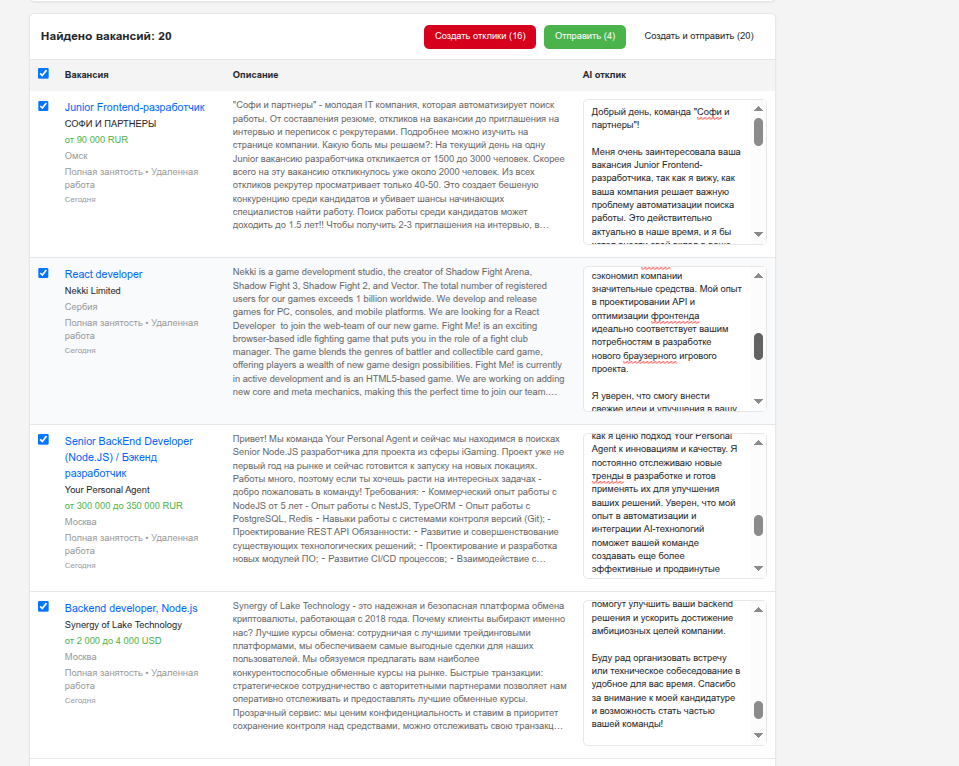 Найдено вакансий: 20
Создать отклики (16)
Отправить (4)
Создать и отправить (20)
Вакансия
Описание
AI отклик
Junior Frontend-разработчик
СОФИ И ПАРТНЕРЫ
от 90 000 RUR
Омск
Полная занятость • Удаленная
работа
Сегодня
"Софи и партнеры" - молодая IT компания, которая автоматизирует поиск
работы. От составления резюме, откликов на вакансии до приглашения на
интервью и переписок с рекрутерами. Подробнее можно изучить на
странице компании. Какую боль мы решаем?: На текущий день на одну
Junior вакансию разработчика откликается от 1500 до 3000 человек. Скорее
всего на эту вакансию откликнулось уже около 2000 человек. Из всех
откликов рекрутер просматривает только 40-50. Это создает бешеную
конкуренцию среди кандидатов и убивает шансы начинающих
специалистов найти работу. Поиск работы среди кандидатов может
доходить до 1.5 лет!! Чтобы получить 2-3 приглашения на интервью, в…
Добрый день, команда "Софи и
партнеры"!
Меня очень заинтересовала ваша
вакансия Junior Frontend-
разработчика, так как я вижу, как
ваша компания решает важную
проблему автоматизации поиска
работы. Это действительно
актуально в наше время, и я бы
хотел внести свой вклад в ваше
React developer
Nekki Limited
Сербия
Полная занятость • Удаленная
работа
Сегодня
Nekki is a game development studio, the creator of Shadow Fight Arena,
Shadow Fight 3, Shadow Fight 2, and Vector. The total number of registered
users for our games exceeds 1 billion worldwide. We develop and release
games for PC, consoles, and mobile platforms. We are looking for a React
Developer to join the web-team of our new game. Fight Me! is an exciting
browser-based idle fighting game that puts you in the role of a fight club
manager. The game blends the genres of battler and collectible card game,
offering players a wealth of new game design possibilities. Fight Me! is currently
in active development and is an HTML5-based game. We are working on adding
new core and meta mechanics, making this the perfect time to join our team.…
сэкономил компании
значительные средства. Мой опыт
в проектировании API и
оптимизации фронтенда
идеально соответствует вашим
потребностям в разработке
нового браузерного игрового
проекта.
Я уверен, что смогу внести
свежие идеи и улучшения в вашу
Senior BackEnd Developer
(Node.JS) / Бэкенд
разработчик
Your Personal Agent
от 300 000 до 350 000 RUR
Москва
Полная занятость • Удаленная
работа
Сегодня
Привет! Мы команда Your Personal Agent и сейчас мы находимся в поисках
Senior Node.JS разработчика для проекта из сферы iGaming. Проект уже не
первый год на рынке и сейчас готовится к запуску на новых локациях.
Работы много, поэтому если ты хочешь расти на интересных задачах -
добро пожаловать в команду! Требования: - Коммерческий опыт работы с
NodeJS от 5 лет - Опыт работы с NestJS, TypeORM - Опыт работы с
PostgreSQL, Redis - Навыки работы с системами контроля версий (Git); -
Проектирование REST API Обязанности: - Развитие и совершенствование
существующих технологических решений; - Проектирование и разработка
новых модулей ПО; - Развитие CI/CD процессов; - Взаимодействие с…
как я ценю подход Your Personal
Agent к инновациям и качеству. Я
постоянно отслеживаю новые
тренды в разработке и готов
применять их для улучшения
ваших решений. Уверен, что мой
опыт в автоматизации и
интеграции AI-технологий
поможет вашей команде
создавать еще более
эффективные и продвинутые
Backend developer, Node.js
Synergy of Lake Technology
от 2 000 до 4 000 USD
Москва
Полная занятость • Удаленная
работа
Сегодня
Synergy of Lake Technology - это надежная и безопасная платформа обмена
криптовалюты, работающая с 2018 года. Почему клиенты выбирают именно
нас? Лучшие курсы обмена: сотрудничая с лучшими трейдинговыми
платформами, мы обеспечиваем самые выгодные сделки для наших
пользователей. Мы обязуемся предлагать вам наиболее
конкурентоспособные обменные курсы на рынке. Быстрые транзакции:
стратегическое сотрудничество с авторитетными партнерами позволяет нам
оперативно отслеживать и предоставлять лучшие обменные курсы.
Прозрачный сервис: мы ценим конфиденциальность и ставим в приоритет
сохранение контроля над средствами, можно отслеживать свою транзакц…
помогут улучшить ваши backend
решения и ускорить достижение
амбициозных целей компании.
Буду рад организовать встречу
или техническое собеседование в
удобное для вас время. Спасибо
за внимание к моей кандидатуре
и возможность стать частью
вашей команды!